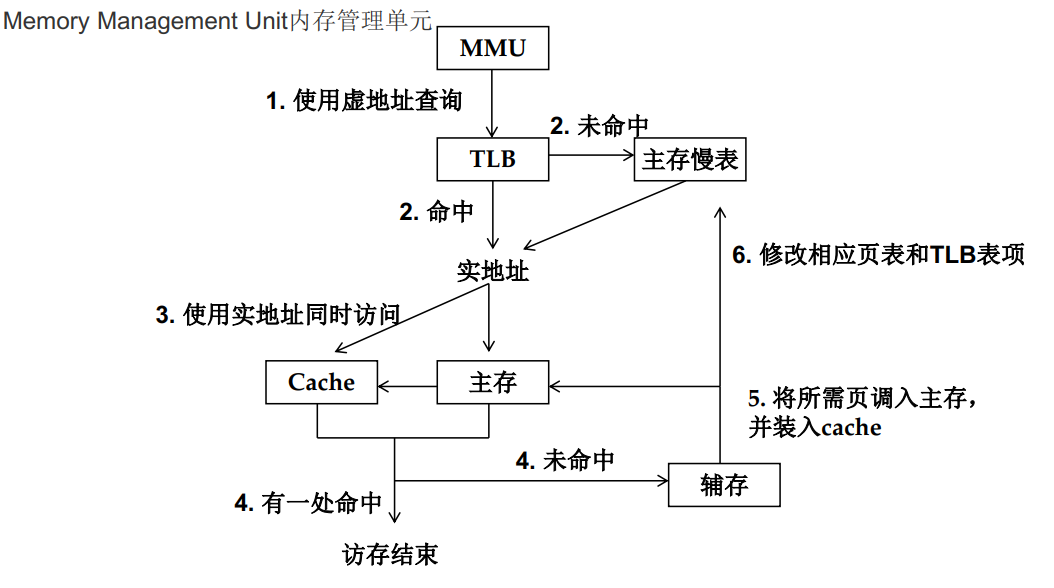 Memory Management Unit内存管理单元
MMU
1. 使用虚地址查询
2. 未命中
TLB
主存慢表
2. 命中
6. 修改相应页表和TLB表项
实地址
3. 使用实地址同时访问
Cache
主存
5. 将所需页调入主存，
并装入cache
4. 未命中
辅存
4. 有一处命中
访存结束